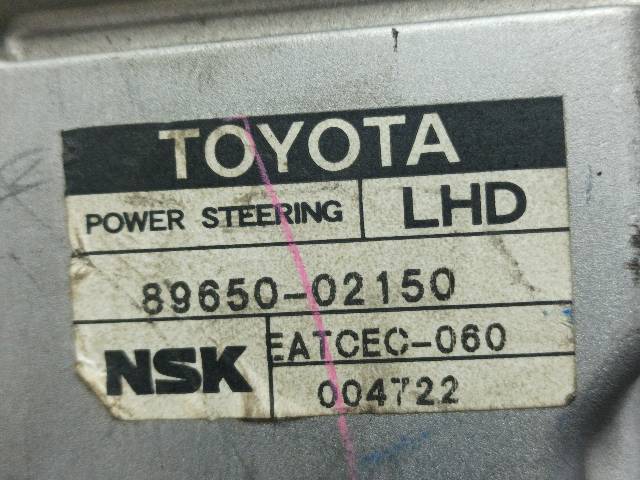 TOYOTA
POWER STEERING LHD
89650-02150
NSK EATCEC-060
004722